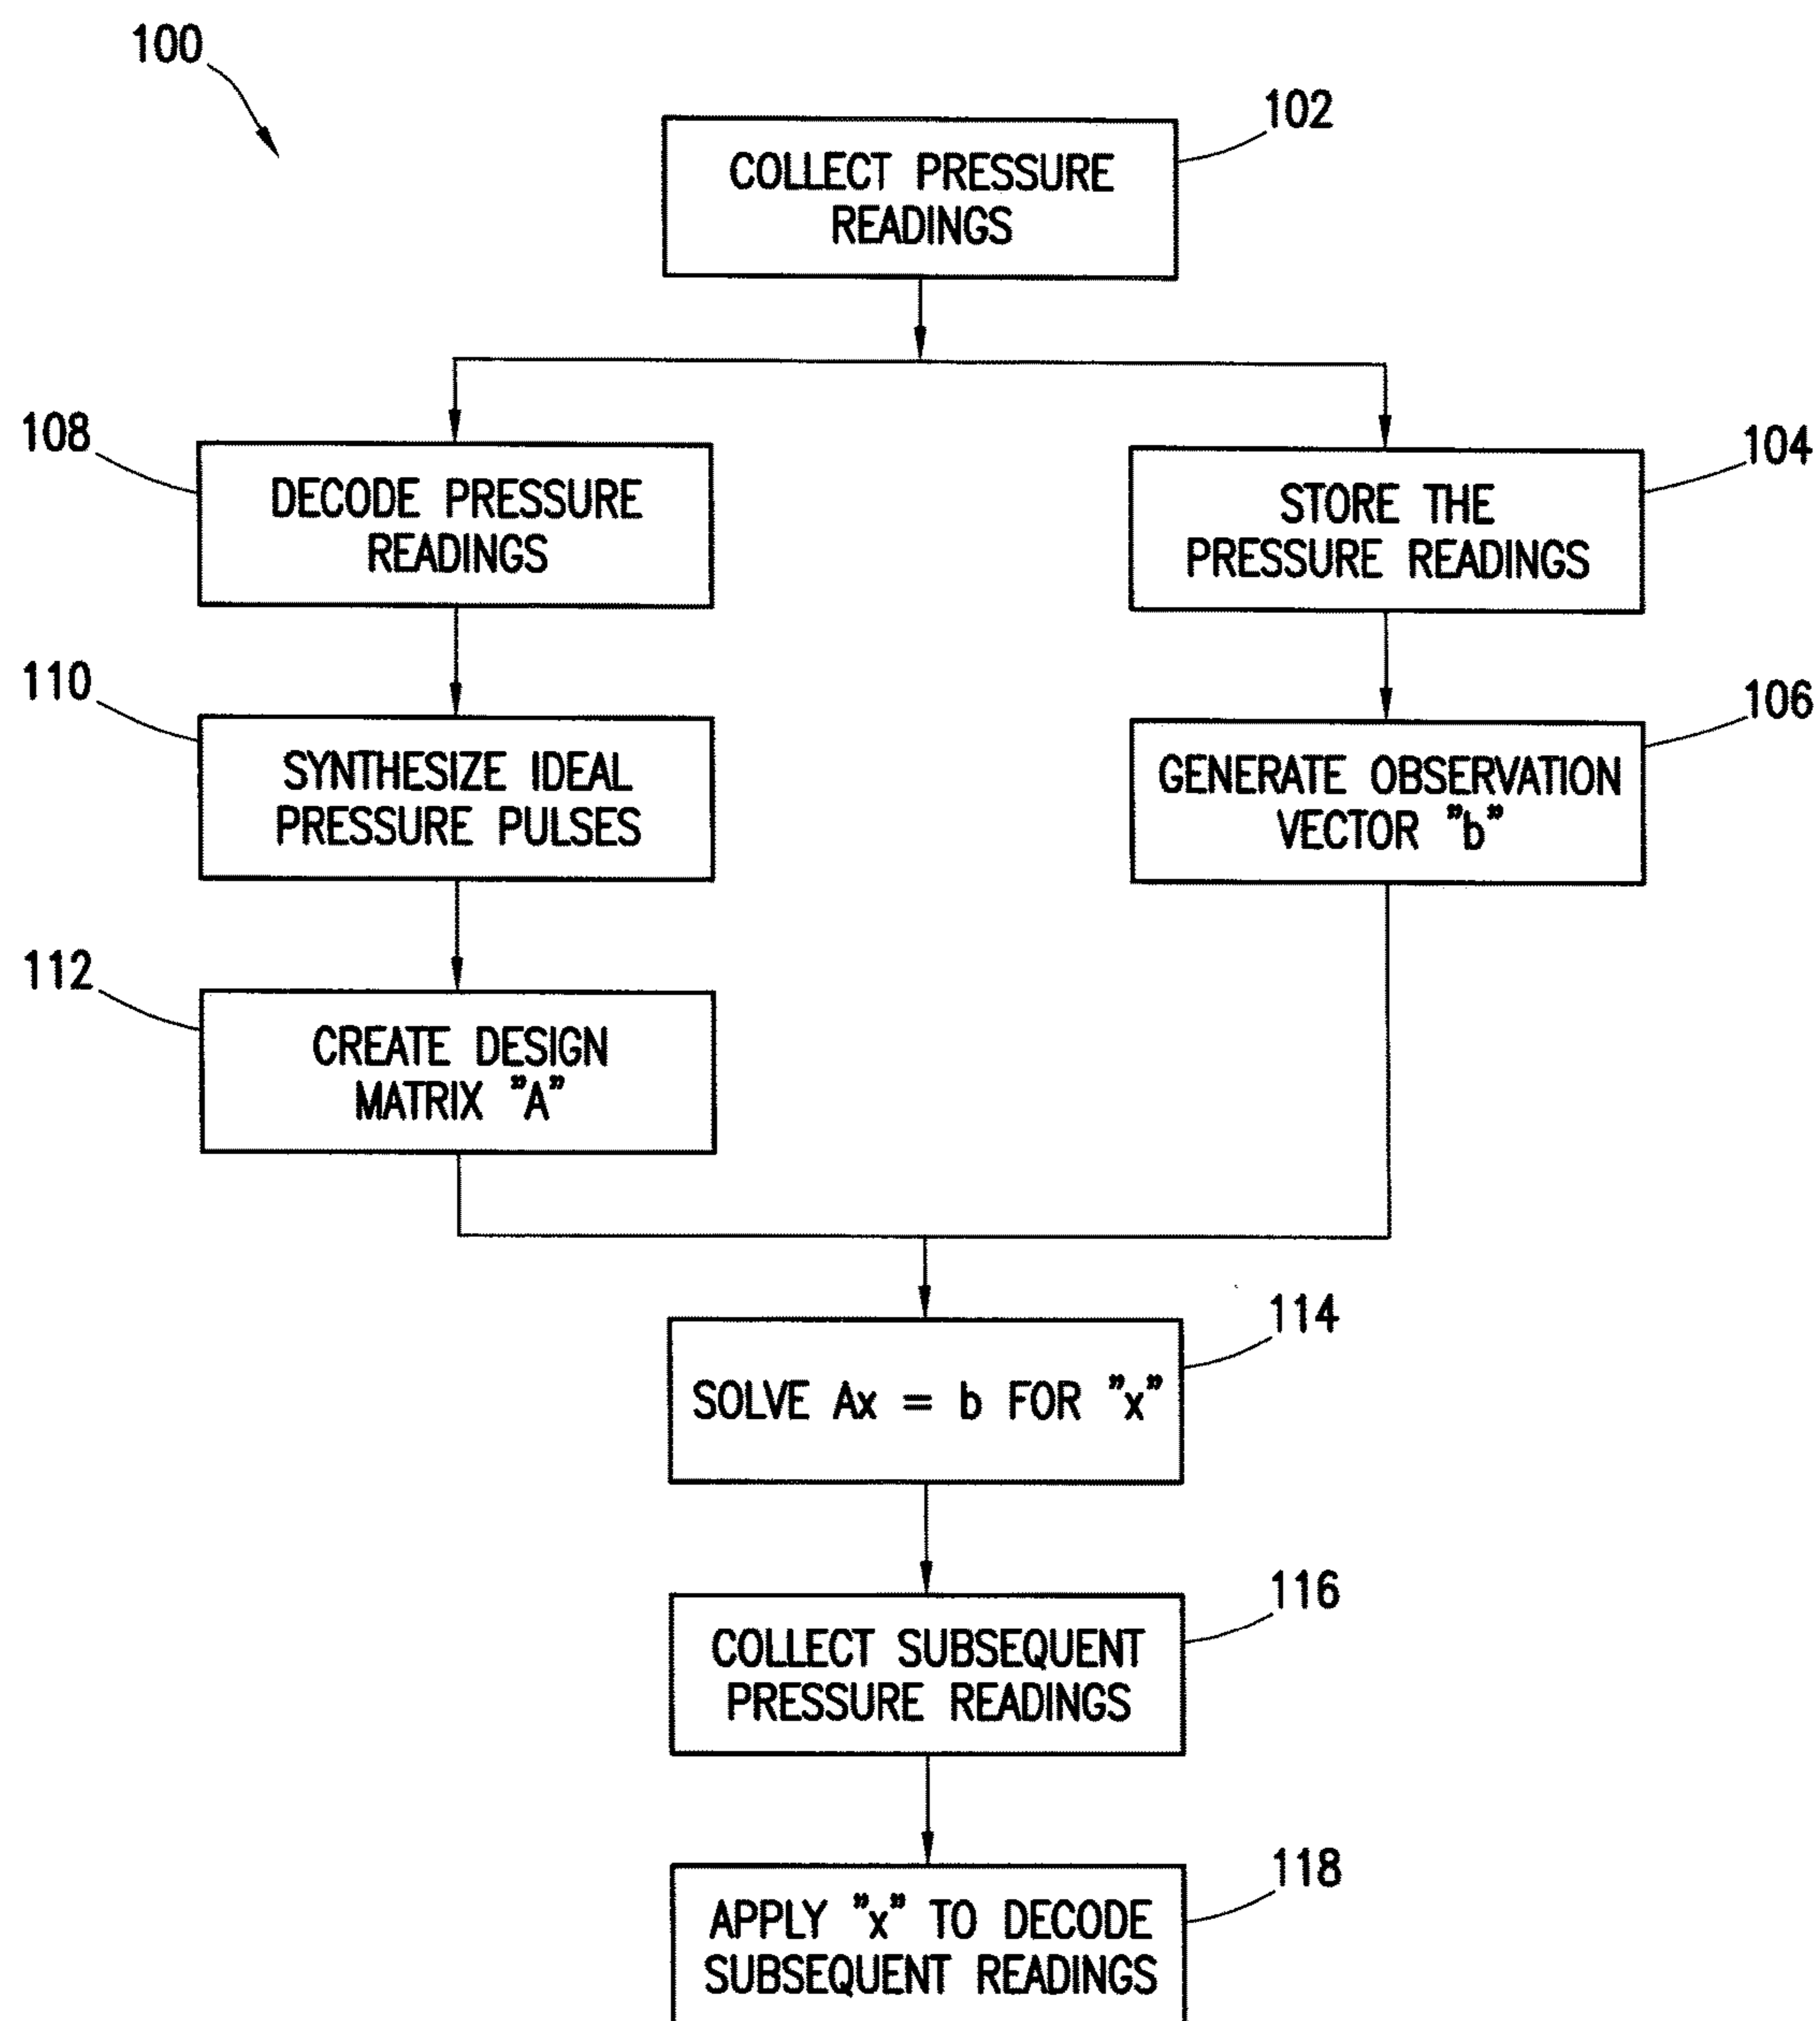 100
102
COLLECT PRESSURE
READINGS
108
DECODE PRESSURE
READINGS
104
STORE THE
PRESSURE READINGS
110
SYNTHESIZE IDEAL
PRESSURE PULSES
106
GENERATE OBSERVATION
VECTOR "b"
112
CREATE DESIGN
MATRIX "A"
114
SOLVE Ax = b FOR "x"
116
COLLECT SUBSEQUENT
PRESSURE READINGS
118
APPLY "x" TO DECODE
SUBSEQUENT READINGS